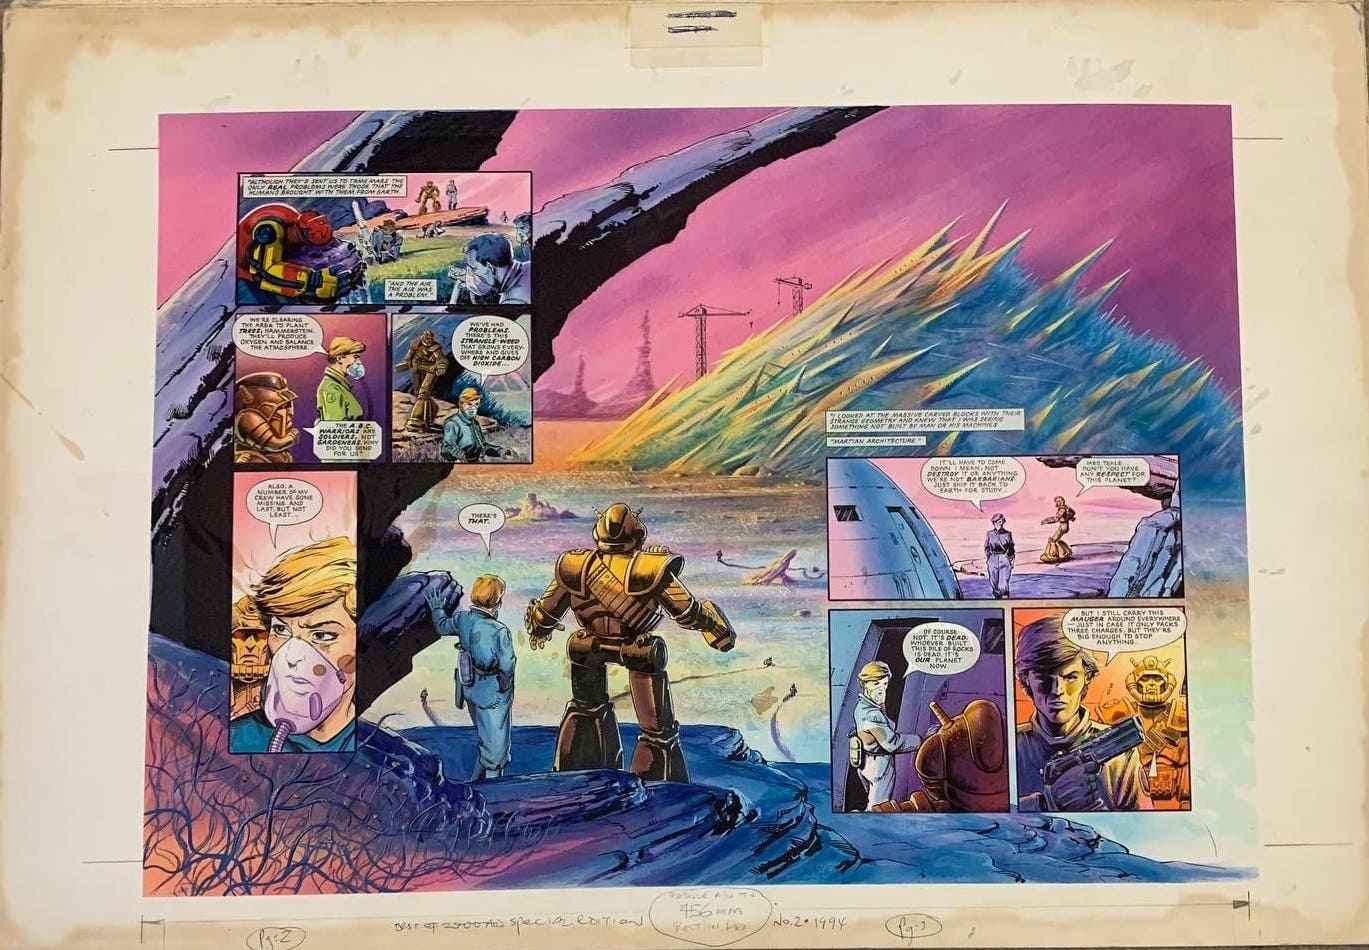 "ALTHOUGH THEY'D SENT US TO TAME MARS THE
ONLY REAL PROBLEMS WERE THOSE THAT THE
HUMANS BROUGHT WITH THEM FROM EARTH.
"AND THE AIR.
THE AIR WAS
A PROBLEM."
WE'RE CLEARING
THE AREA TO PLANT
TREES, HAMMERSTEIN.
THEY'LL PRODUCE
OXYGEN AND BALANCE
THE ATMOSPHERE.
THE A.B.C.
WARRIORS ARE
SOLDIERS, NOT
GARDENERS. WHY
DID YOU SEND
FOR US?
WE'VE HAD
PROBLEMS.
THERE'S THIS
STRANGLE-WEED
THAT GROWS EVERY-
WHERE AND GIVES
OFF HIGH CARBON
DIOXIDE...
ALSO, A
NUMBER OF MY
CREW HAVE GONE
MISSING AND
LAST, BUT NOT
LEAST...
THERE'S
THAT.
"I LOOKED AT THE MASSIVE CARVED BLOCKS WITH THEIR
STRANGE GEOMETRY AND KNEW THAT I WAS SEEING
SOMETHING NOT BUILT BY MAN OR HIS MACHINES.
"MARTIAN ARCHITECTURE."
IT'LL HAVE TO COME
DOWN. I MEAN, NOT
DESTROY IT OR ANYTHING
WE'RE NOT BARBARIANS.
JUST SHIP IT BACK TO
EARTH FOR STUDY...
MRS. TEALE,
DON'T YOU HAVE
ANY RESPECT FOR
THIS PLANET?
OF COURSE
NOT. IT'S DEAD.
WHOEVER BUILT
THIS PILE OF ROCKS
IS DEAD. IT'S
OUR PLANET
NOW.
BUT I STILL CARRY THIS
MAUGER AROUND EVERYWHERE
— JUST IN CASE. IT ONLY PACKS
THREE CHARGES, BUT THEY'RE
BIG ENOUGH TO STOP
ANYTHING.
REDUCE
456 MM
Pg: 2
BEST OF 2000AD SPECIAL EDITION
No. 2 • 1994
Pg: 3